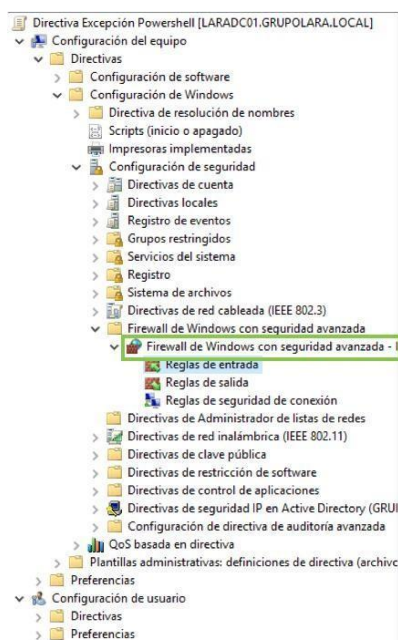 Directiva Excepción Powershell [LARADC01.GRUPOLARA.LOCAL]
Configuración del equipo
Directivas
Configuración de software
Configuración de Windows
Directiva de resolución de nombres
Scripts (inicio o apagado)
Impresoras implementadas
Configuración de seguridad
Directivas de cuenta
Directivas locales
Registro de eventos
Grupos restringidos
Servicios del sistema
Registro
Sistema de archivos
Directivas de red cableada (IEEE 802.3)
Firewall de Windows con seguridad avanzada
Firewall de Windows con seguridad avanzada -
Reglas de entrada
Reglas de salida
Reglas de seguridad de conexión
Directivas de Administrador de listas de redes
Directivas de red inalámbrica (IEEE 802.11)
Directivas de clave pública
Directivas de restricción de software
Directivas de control de aplicaciones
Directivas de seguridad IP en Active Directory (GRU
Configuración de directiva de auditoría avanzada
QoS basada en directiva
Plantillas administrativas: definiciones de directiva (archivo
Preferencias
Configuración de usuario
Directivas
Preferencias